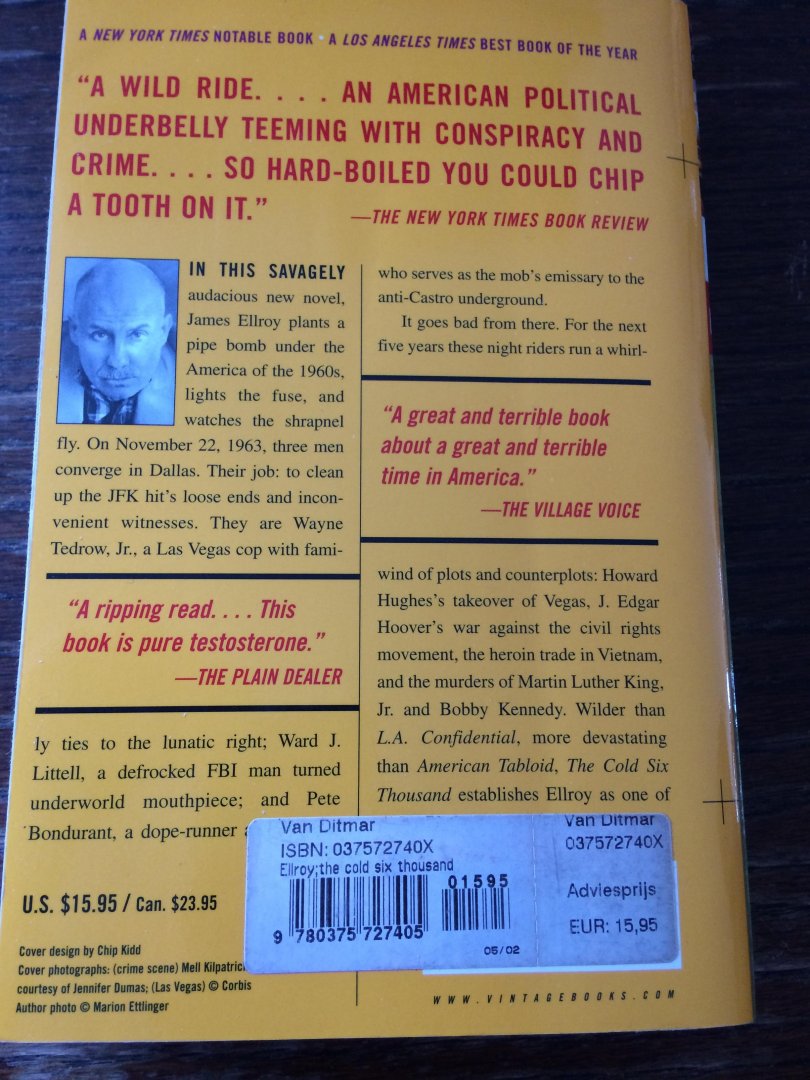 A NEW YORK TIMES NOTABLE BOOK • A LOS ANGELES TIMES BEST BOOK OF THE YEAR
“A WILD RIDE. . . . AN AMERICAN POLITICAL
UNDERBELLY TEEMING WITH CONSPIRACY AND
CRIME. . . . SO HARD-BOILED YOU COULD CHIP
A TOOTH ON IT.”
—THE NEW YORK TIMES BOOK REVIEW
IN THIS SAVAGELY
audacious new novel,
James Ellroy plants a
pipe bomb under the
America of the 1960s,
lights the fuse, and
watches the shrapnel
fly. On November 22, 1963, three men
converge in Dallas. Their job: to clean
up the JFK hit’s loose ends and incon-
venient witnesses. They are Wayne
Tedrow, Jr., a Las Vegas cop with fami-
“A ripping read. . . . This
book is pure testosterone.”
—THE PLAIN DEALER
ly ties to the lunatic right; Ward J.
Littell, a defrocked FBI man turned
underworld mouthpiece; and Pete
Bondurant, a dope-runner
who serves as the mob’s emissary to the
anti-Castro underground.
It goes bad from there. For the next
five years these night riders run a whirl-
“A great and terrible book
about a great and terrible
time in America.”
—THE VILLAGE VOICE
wind of plots and counterplots: Howard
Hughes’s takeover of Vegas, J. Edgar
Hoover’s war against the civil rights
movement, the heroin trade in Vietnam,
and the murders of Martin Luther King,
Jr. and Bobby Kennedy. Wilder than
L.A. Confidential, more devastating
than American Tabloid, The Cold Six
Thousand establishes Ellroy as one of
Van Ditmar
ISBN: 037572740X
Ellroy;the cold six thousand
01595
9 780375 727405
05/02
Van Ditmar
037572740X
Adviesprijs
EUR: 15,95
U.S. $15.95 / Can. $23.95
Cover design by Chip Kidd
Cover photographs: (crime scene) Mell Kilpatric
courtesy of Jennifer Dumas; (Las Vegas) © Corbis
Author photo © Marion Ettlinger
WWW.VINTAGEBOOKS.COM